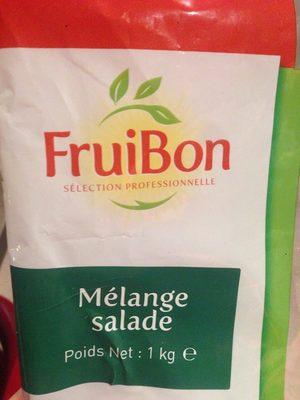 FruiBon
SÉLECTION PROFESSIONNELLE
Mélange
salade
Poids Net : 1 kg ℮